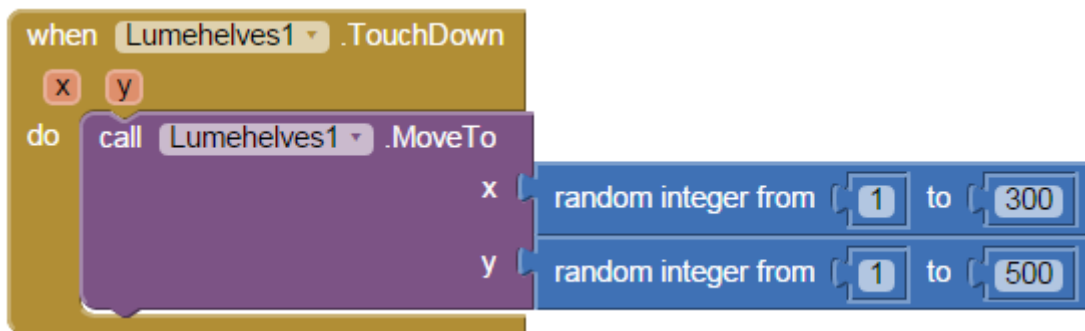 when Lumehelves1 .TouchDown
x y
do call Lumehelves1 .MoveTo
x random integer from 1 to 300
y random integer from 1 to 500